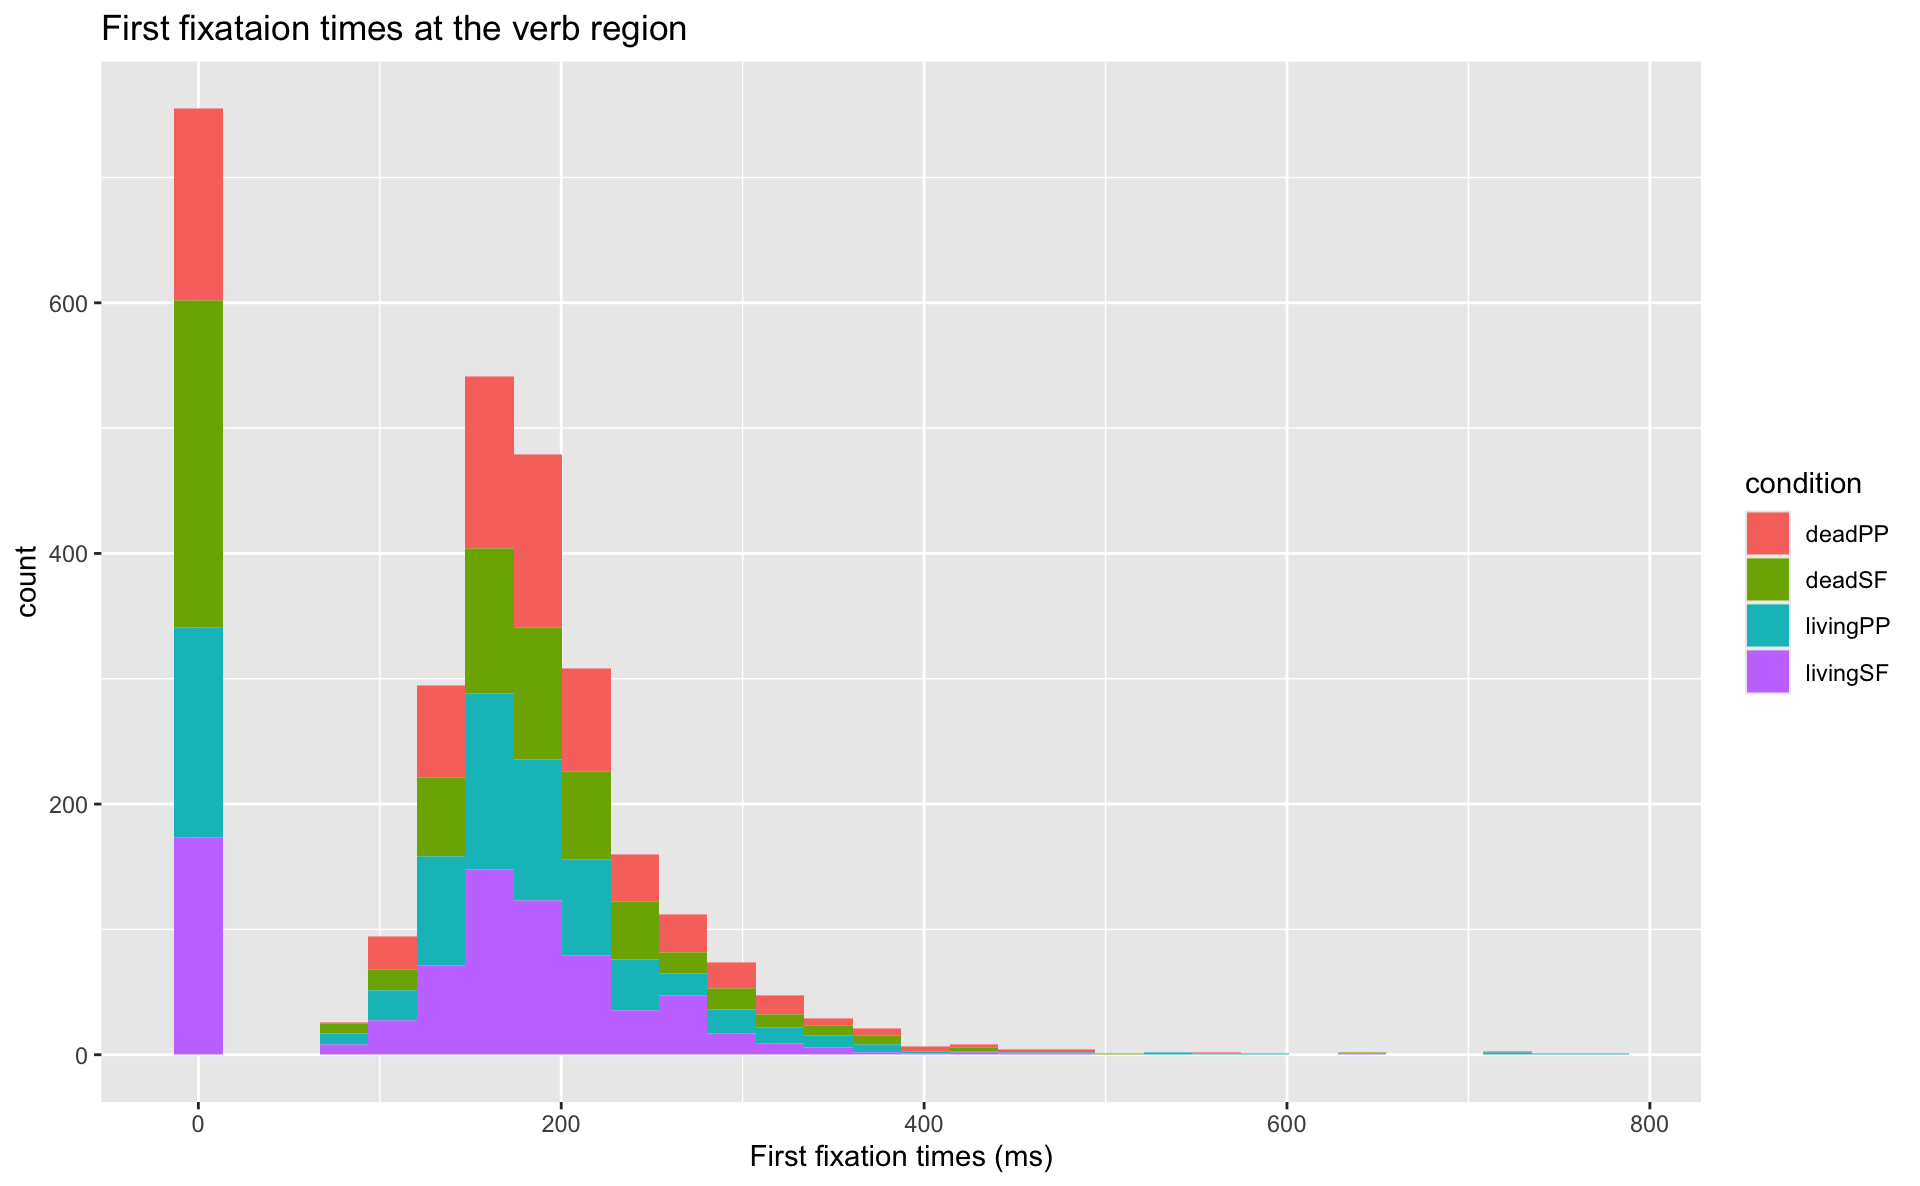 First fixataion times at the verb region
count
600
400
200
0
0
200
400
600
800
First fixation times (ms)
condition
deadPP
deadSF
livingPP
livingSF